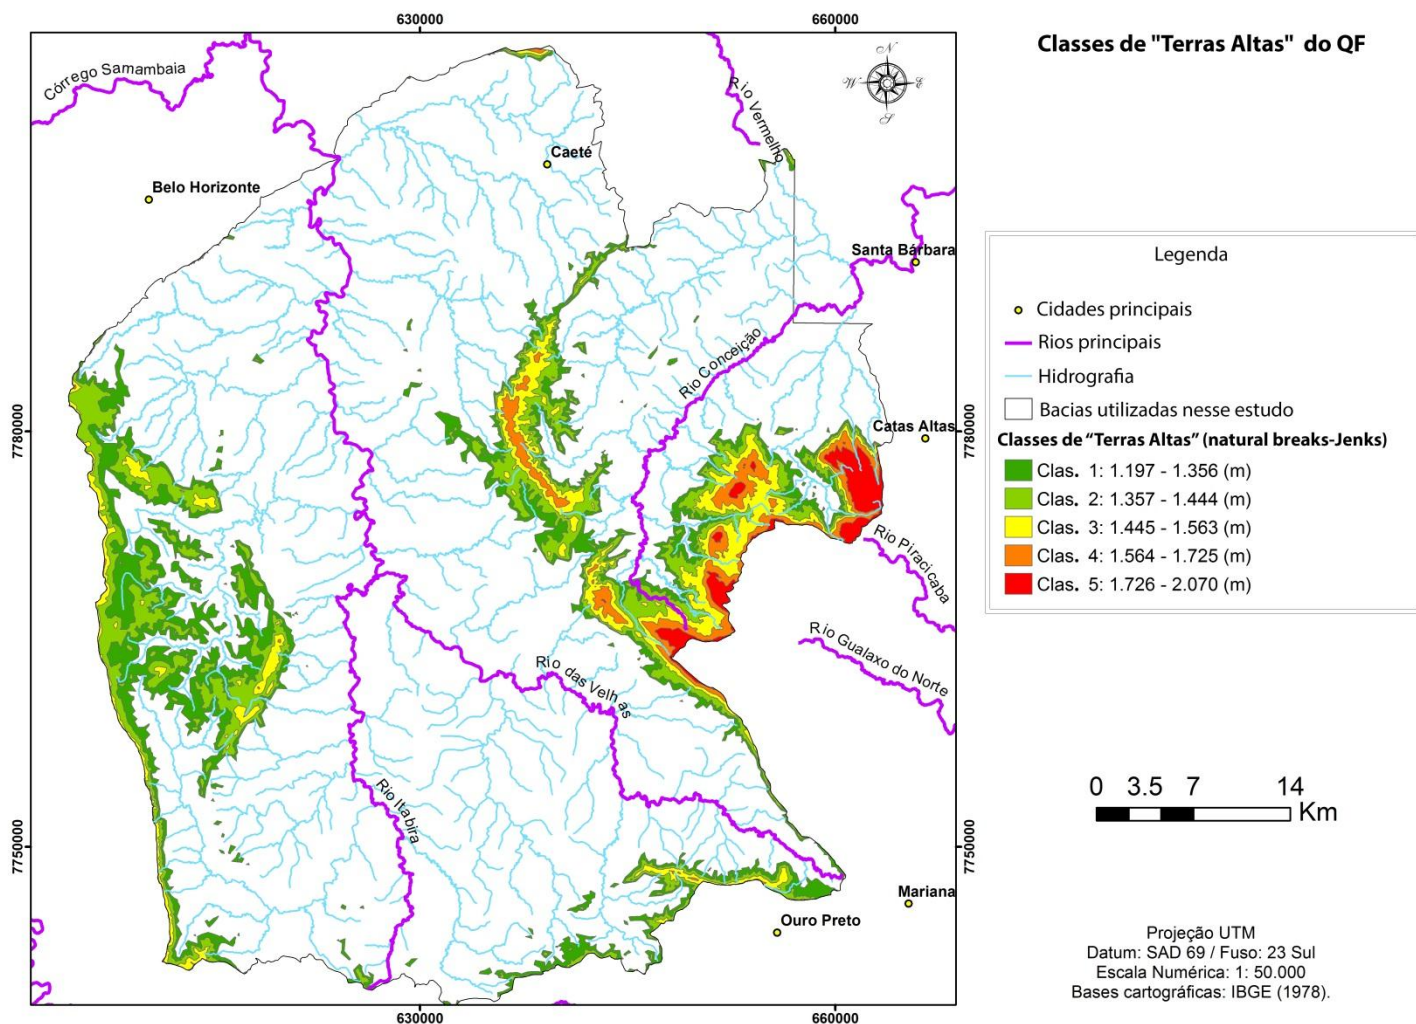 630000
660000
Classes de "Terras Altas" do QF
N
W
E
S
Córrego Samambaia
Rio Vermelho
Caeté
Belo Horizonte
Santa Bárbara
Legenda
Cidades principais
Rios principais
Hidrografia
Bacias utilizadas nesse estudo
Classes de “Terras Altas” (natural breaks-Jenks)
Clas. 1: 1.197 - 1.356 (m)
Clas. 2: 1.357 - 1.444 (m)
Clas. 3: 1.445 - 1.563 (m)
Clas. 4: 1.564 - 1.725 (m)
Clas. 5: 1.726 - 2.070 (m)
Rio Conceição
7780000
7780000
Catas Altas
Rio Piracicaba
Rio Gualaxo do Norte
Rio das Velhas
Rio Itabira
0 3.5 7 14
Km
7750000
7750000
Mariana
Ouro Preto
Projeção UTM
Datum: SAD 69 / Fuso: 23 Sul
Escala Numérica: 1: 50.000
Bases cartográficas: IBGE (1978).
630000
660000